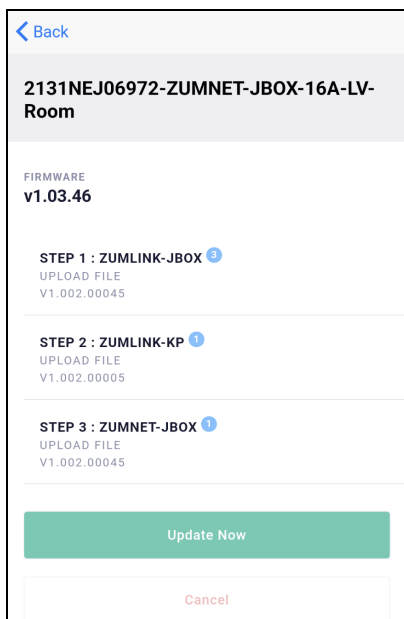 Back
2131NEJ06972-ZUMNET-JBOX-16A-LV-
Room
FIRMWARE
v1.03.46
STEP 1 : ZUMLINK-JBOX 3
UPLOAD FILE
V1.002.00045
STEP 2 : ZUMLINK-KP 1
UPLOAD FILE
V1.002.00005
STEP 3 : ZUMNET-JBOX 1
UPLOAD FILE
V1.002.00045
Update Now
Cancel